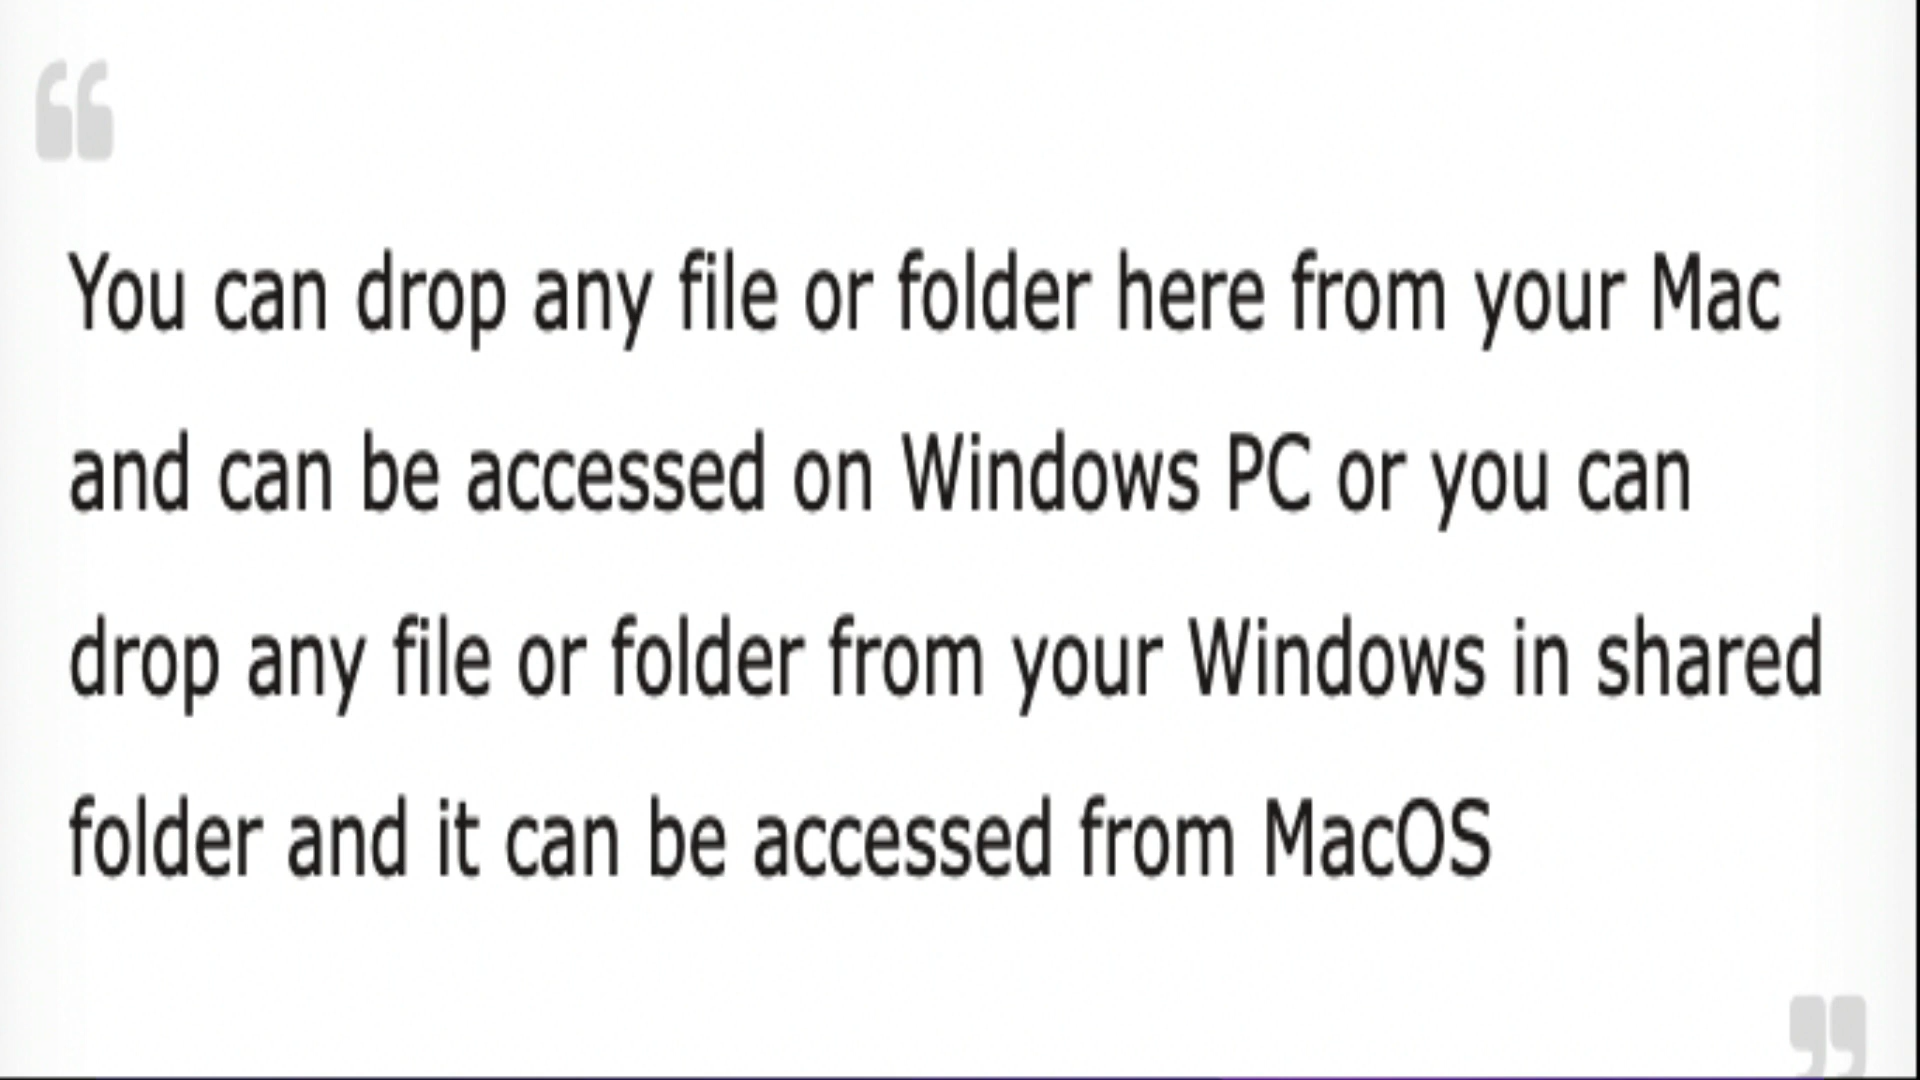 “
You can drop any file or folder here from your Mac
and can be accessed on Windows PC or you can
drop any file or folder from your Windows in shared
folder and it can be accessed from MacOS
”